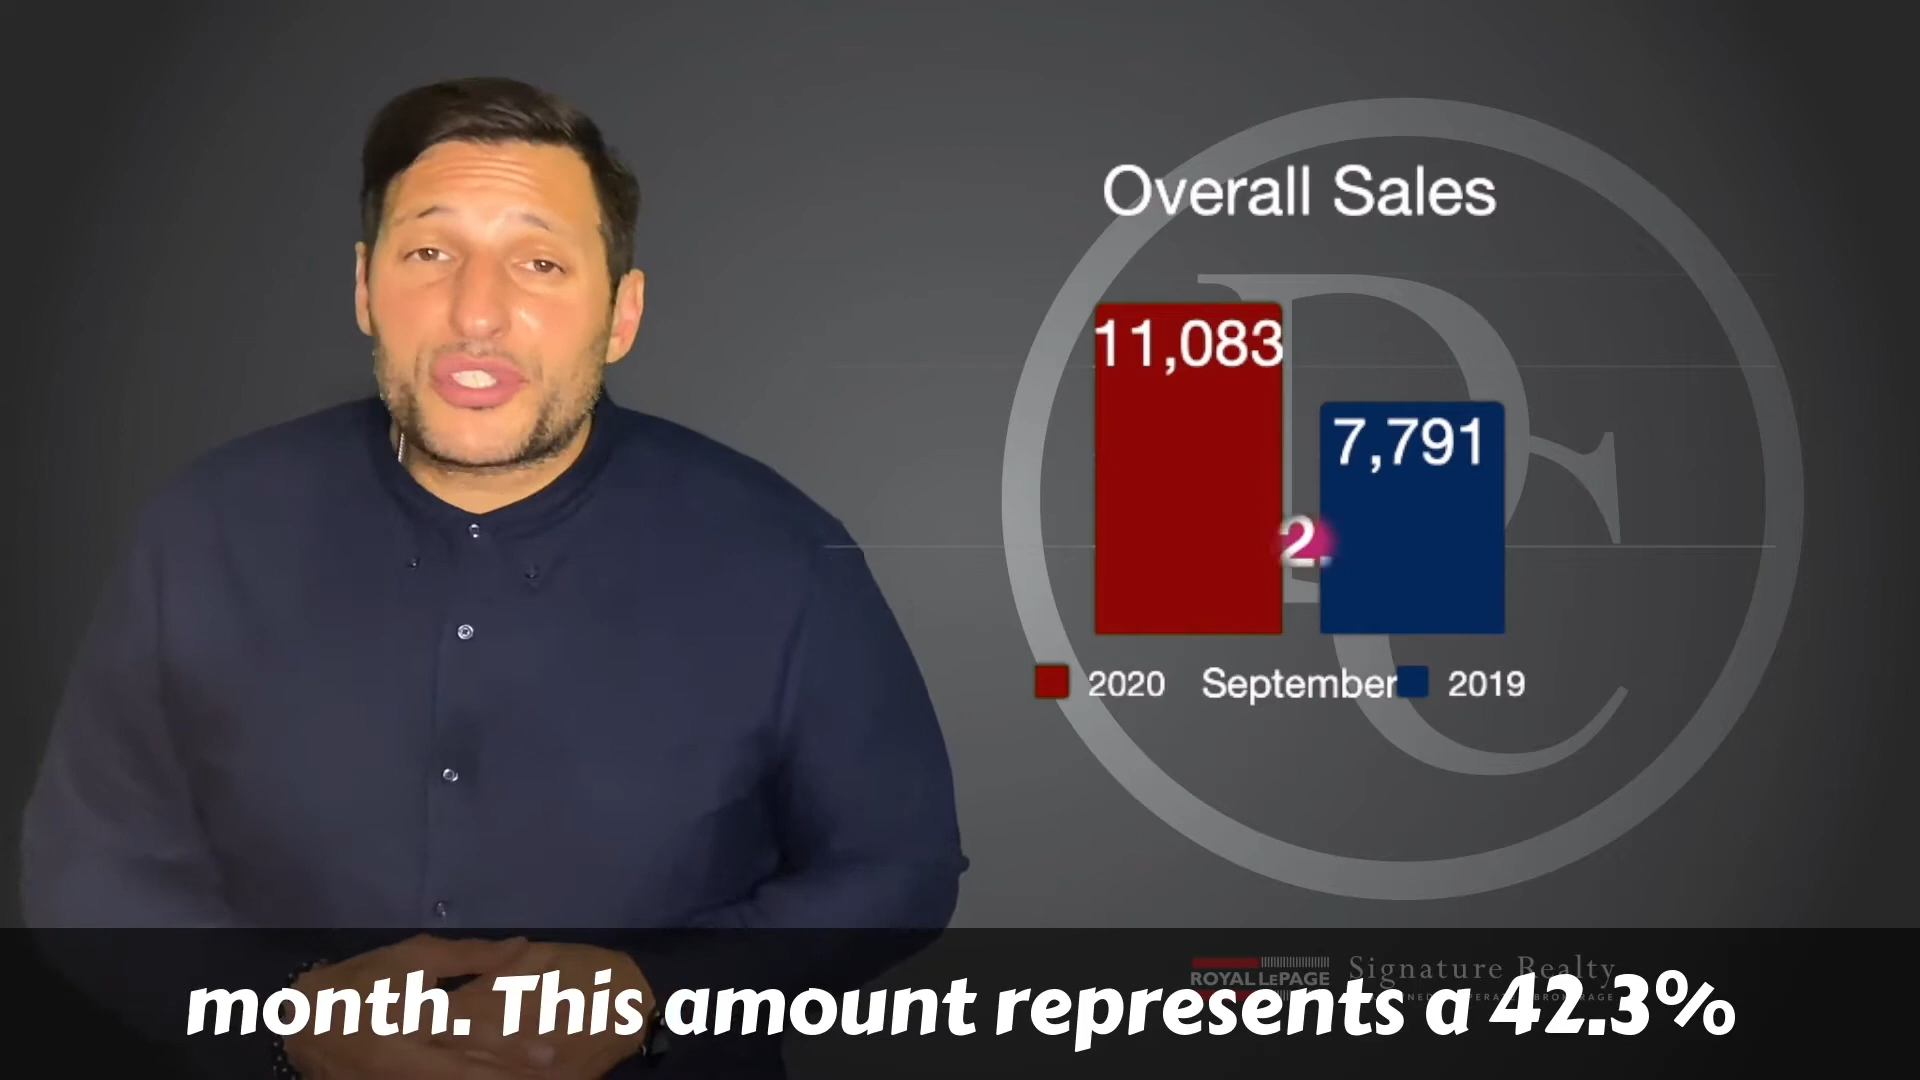 Overall Sales
11,083
7,791
2.
2020 September 2019
ROYAL LEPAGE
Signature Realty
month. This amount represents a 42.3%